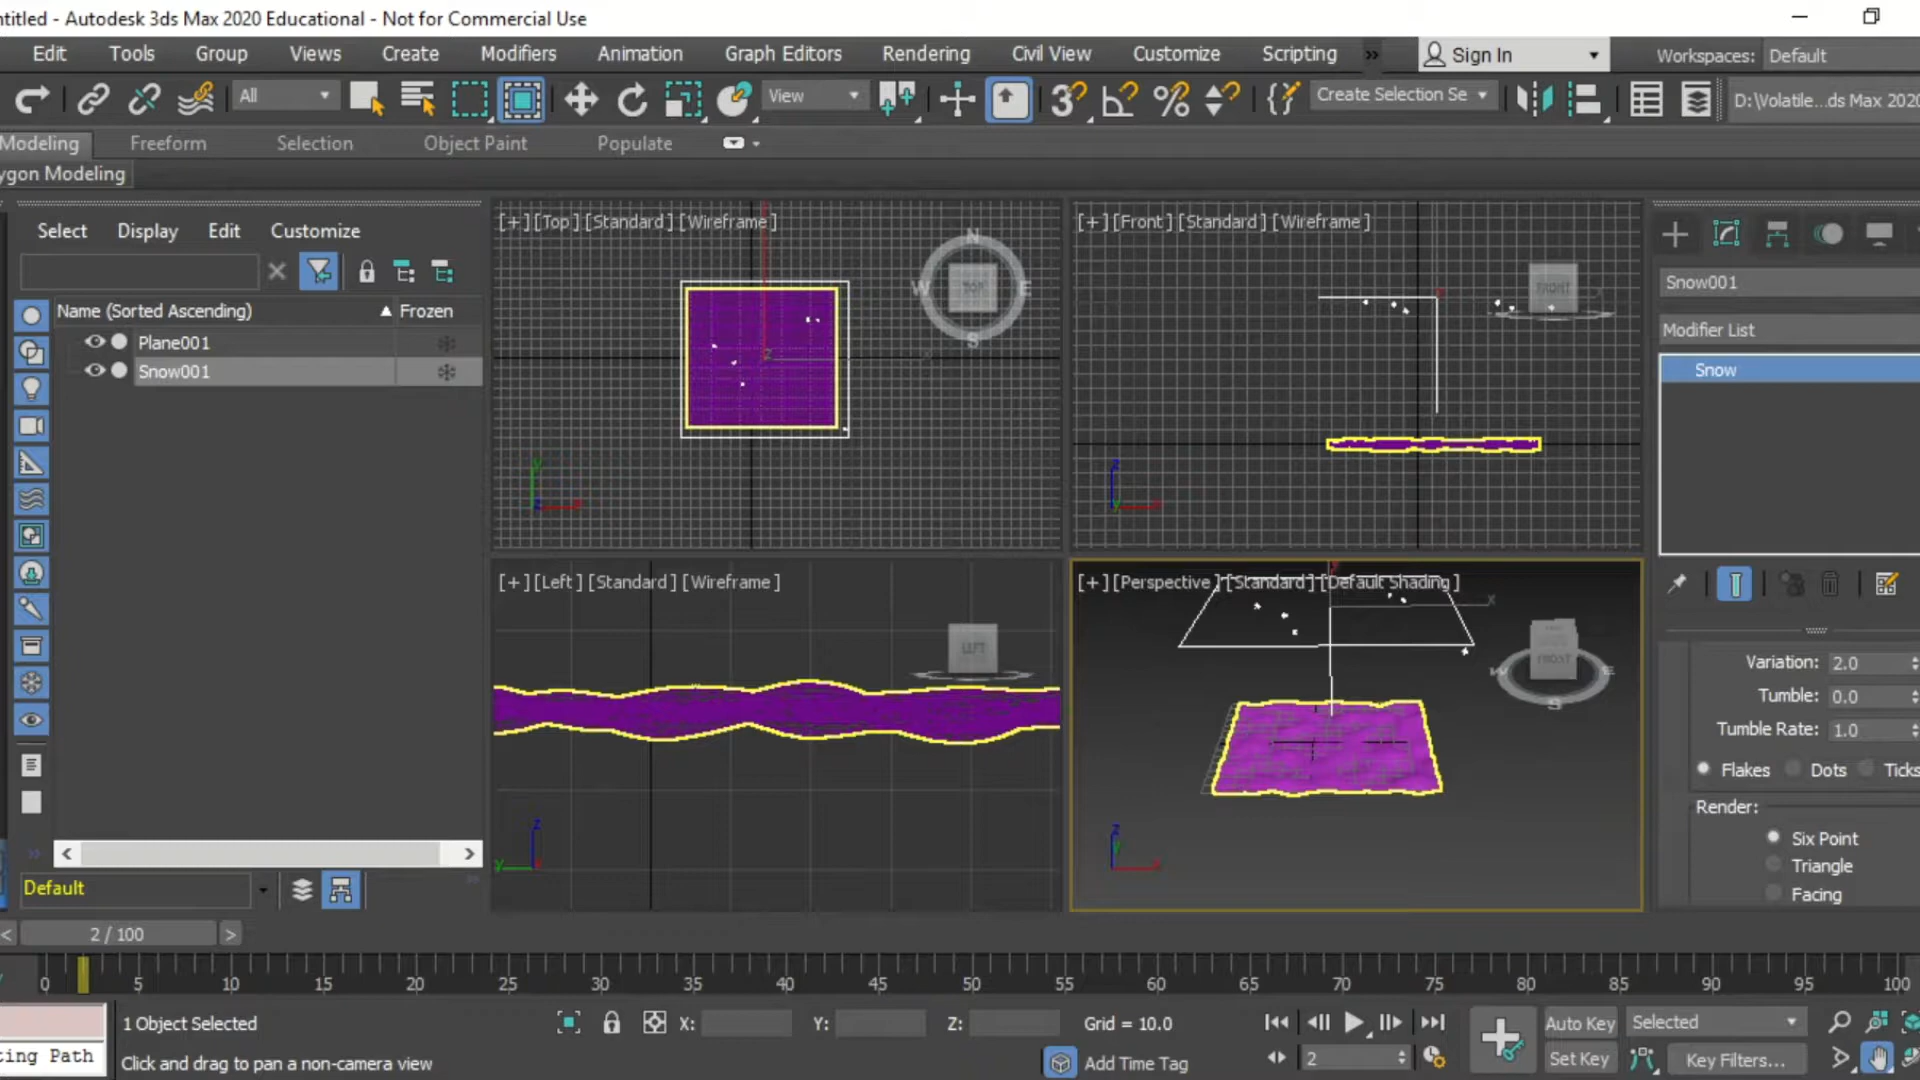 ntitled - Autodesk 3ds Max 2020 Educational - Not for Commercial Use
Edit Tools Group Views Create Modifiers Animation Graph Editors Rendering Civil View Customize Scripting » Sign In Workspaces: Default
All View Create Selection Se D:\Volatile...ds Max 2020
Modeling Freeform Selection Object Paint Populate
ygon Modeling
Select Display Edit Customize
Name (Sorted Ascending) Frozen
Plane001
Snow001
Default
[+][Top][Standard][Wireframe]
N
W TOP E
S
z
y
z x
[+][Front][Standard][Wireframe]
FRONT
z
y x
[+][Left][Standard][Wireframe]
LEFT
z
y x
[+][Perspective][Standard][Default Shading]
x
FRONT
W E
S
z
y x
Snow001
Modifier List
Snow
Variation: 2.0
Tumble: 0.0
Tumble Rate: 1.0
Flakes Dots Ticks
Render:
Six Point
Triangle
Facing
< 2 / 100 >
0 5 10 15 20 25 30 35 40 45 50 55 60 65 70 75 80 85 90 95 100
1 Object Selected X: Y: Z: Grid = 10.0 Auto Key Selected
ting Path Click and drag to pan a non-camera view Add Time Tag 2 Set Key Key Filters...